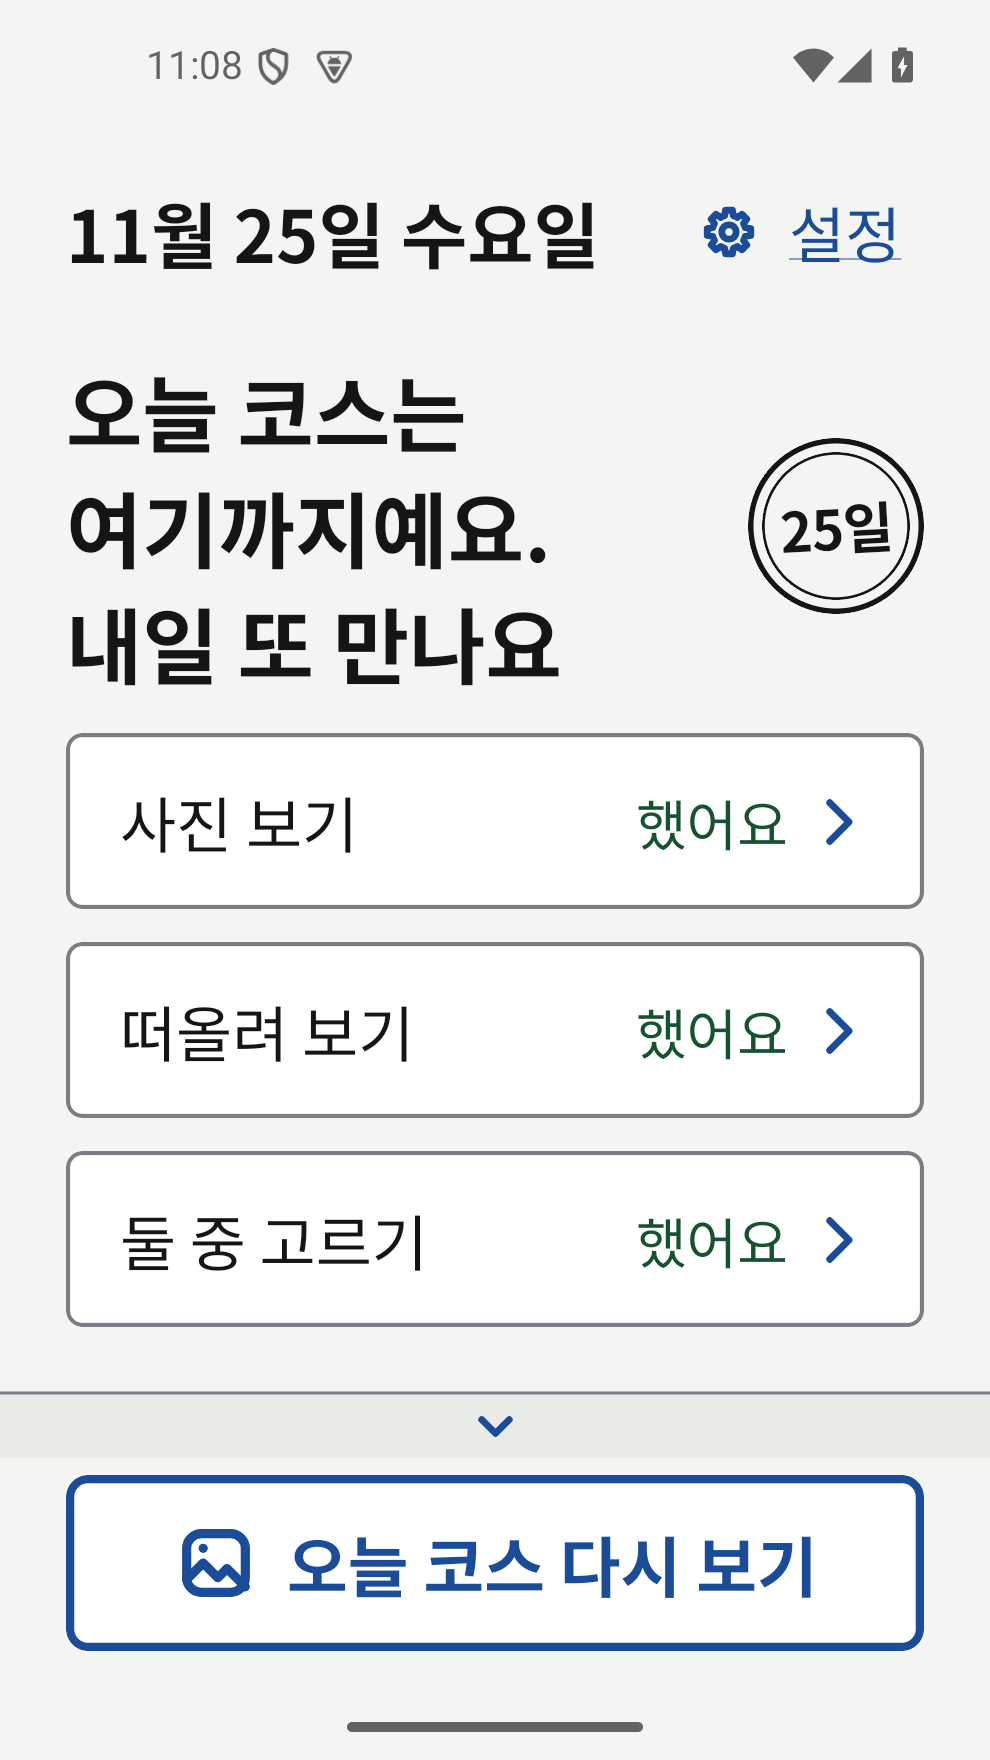 11:08
11월 25일 수요일
설정
오늘 코스는
여기까지예요.
내일 또 만나요
25일
사진 보기 했어요
떠올려 보기 했어요
둘 중 고르기 했어요
오늘 코스 다시 보기